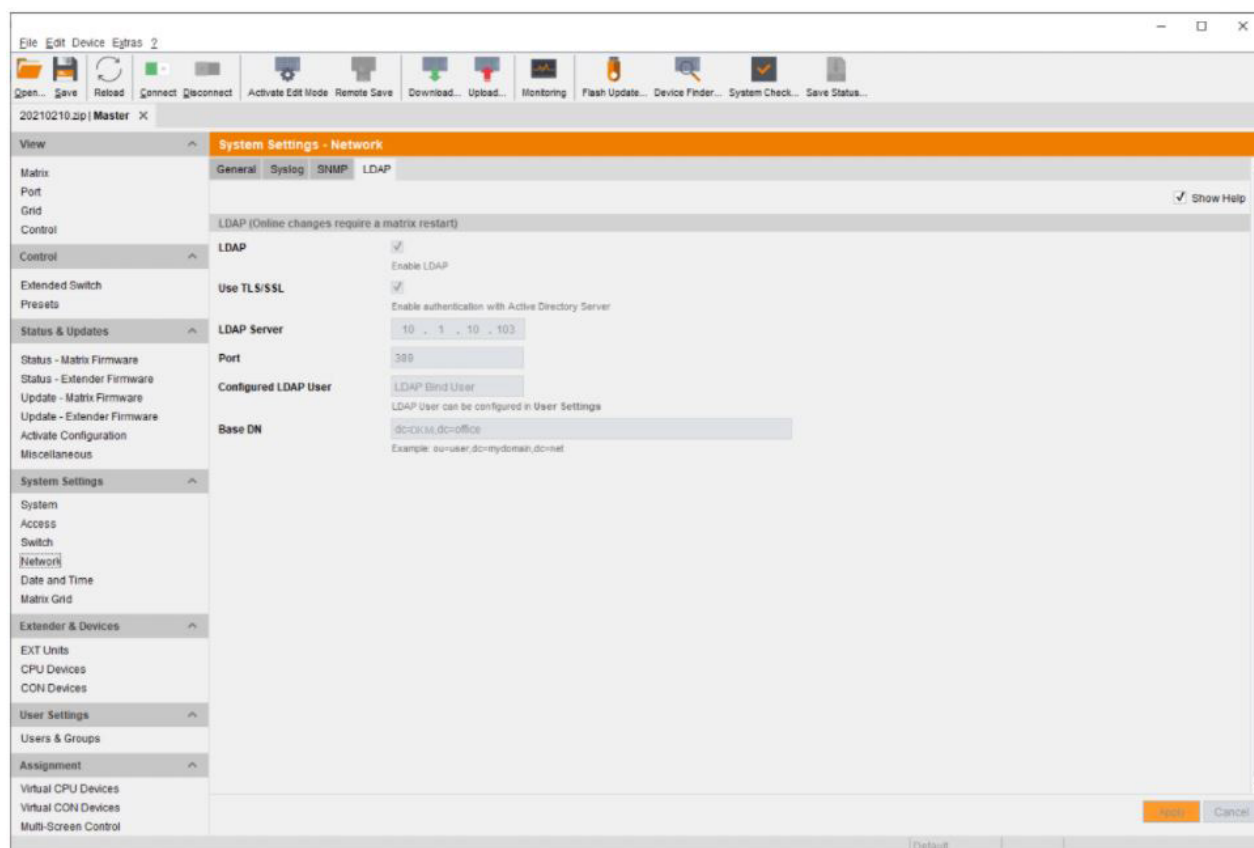 File Edit Device Extras ?
Open... Save Reload Connect Disconnect Activate Edit Mode Remote Save Download... Upload... Monitoring Flash Update... Device Finder... System Check... Save Status...
20210210.zip | Master X
View
Matrix
Port
Grid
Control
Control
Extended Switch
Presets
Status & Updates
Status - Matrix Firmware
Status - Extender Firmware
Update - Matrix Firmware
Update - Extender Firmware
Activate Configuration
Miscellaneous
System Settings
System
Access
Switch
Network
Date and Time
Matrix Grid
Extender & Devices
EXT Units
CPU Devices
CON Devices
User Settings
Users & Groups
Assignment
Virtual CPU Devices
Virtual CON Devices
Multi-Screen Control
System Settings - Network
General Syslog SNMP LDAP
Show Help
LDAP (Online changes require a matrix restart)
LDAP
Enable LDAP
Use TLS/SSL
Enable authentication with Active Directory Server
LDAP Server 10 . 1 . 10 . 103
Port 389
Configured LDAP User LDAP Bind User
LDAP User can be configured in User Settings
Base DN dc=DKM,dc=office
Example: ou=user,dc=mydomain,dc=net
Apply Cancel
Default